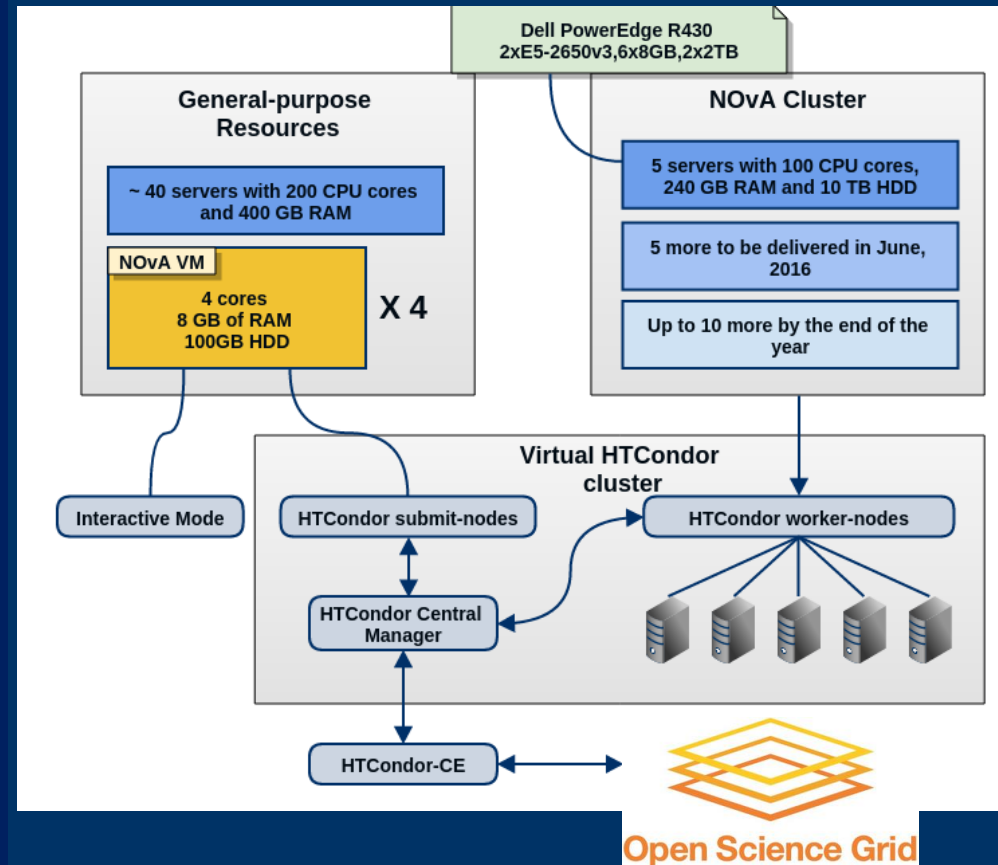 Dell PowerEdge R430
2xE5-2650v3,6x8GB,2x2TB
General-purpose
Resources
~ 40 servers with 200 CPU cores
and 400 GB RAM
NOvA VM
4 cores
8 GB of RAM
100GB HDD
X 4
NOvA Cluster
5 servers with 100 CPU cores,
240 GB RAM and 10 TB HDD
5 more to be delivered in June,
2016
Up to 10 more by the end of the
year
Virtual HTCondor
cluster
Interactive Mode
HTCondor submit-nodes
HTCondor worker-nodes
HTCondor Central
Manager
HTCondor-CE
Open Science Grid